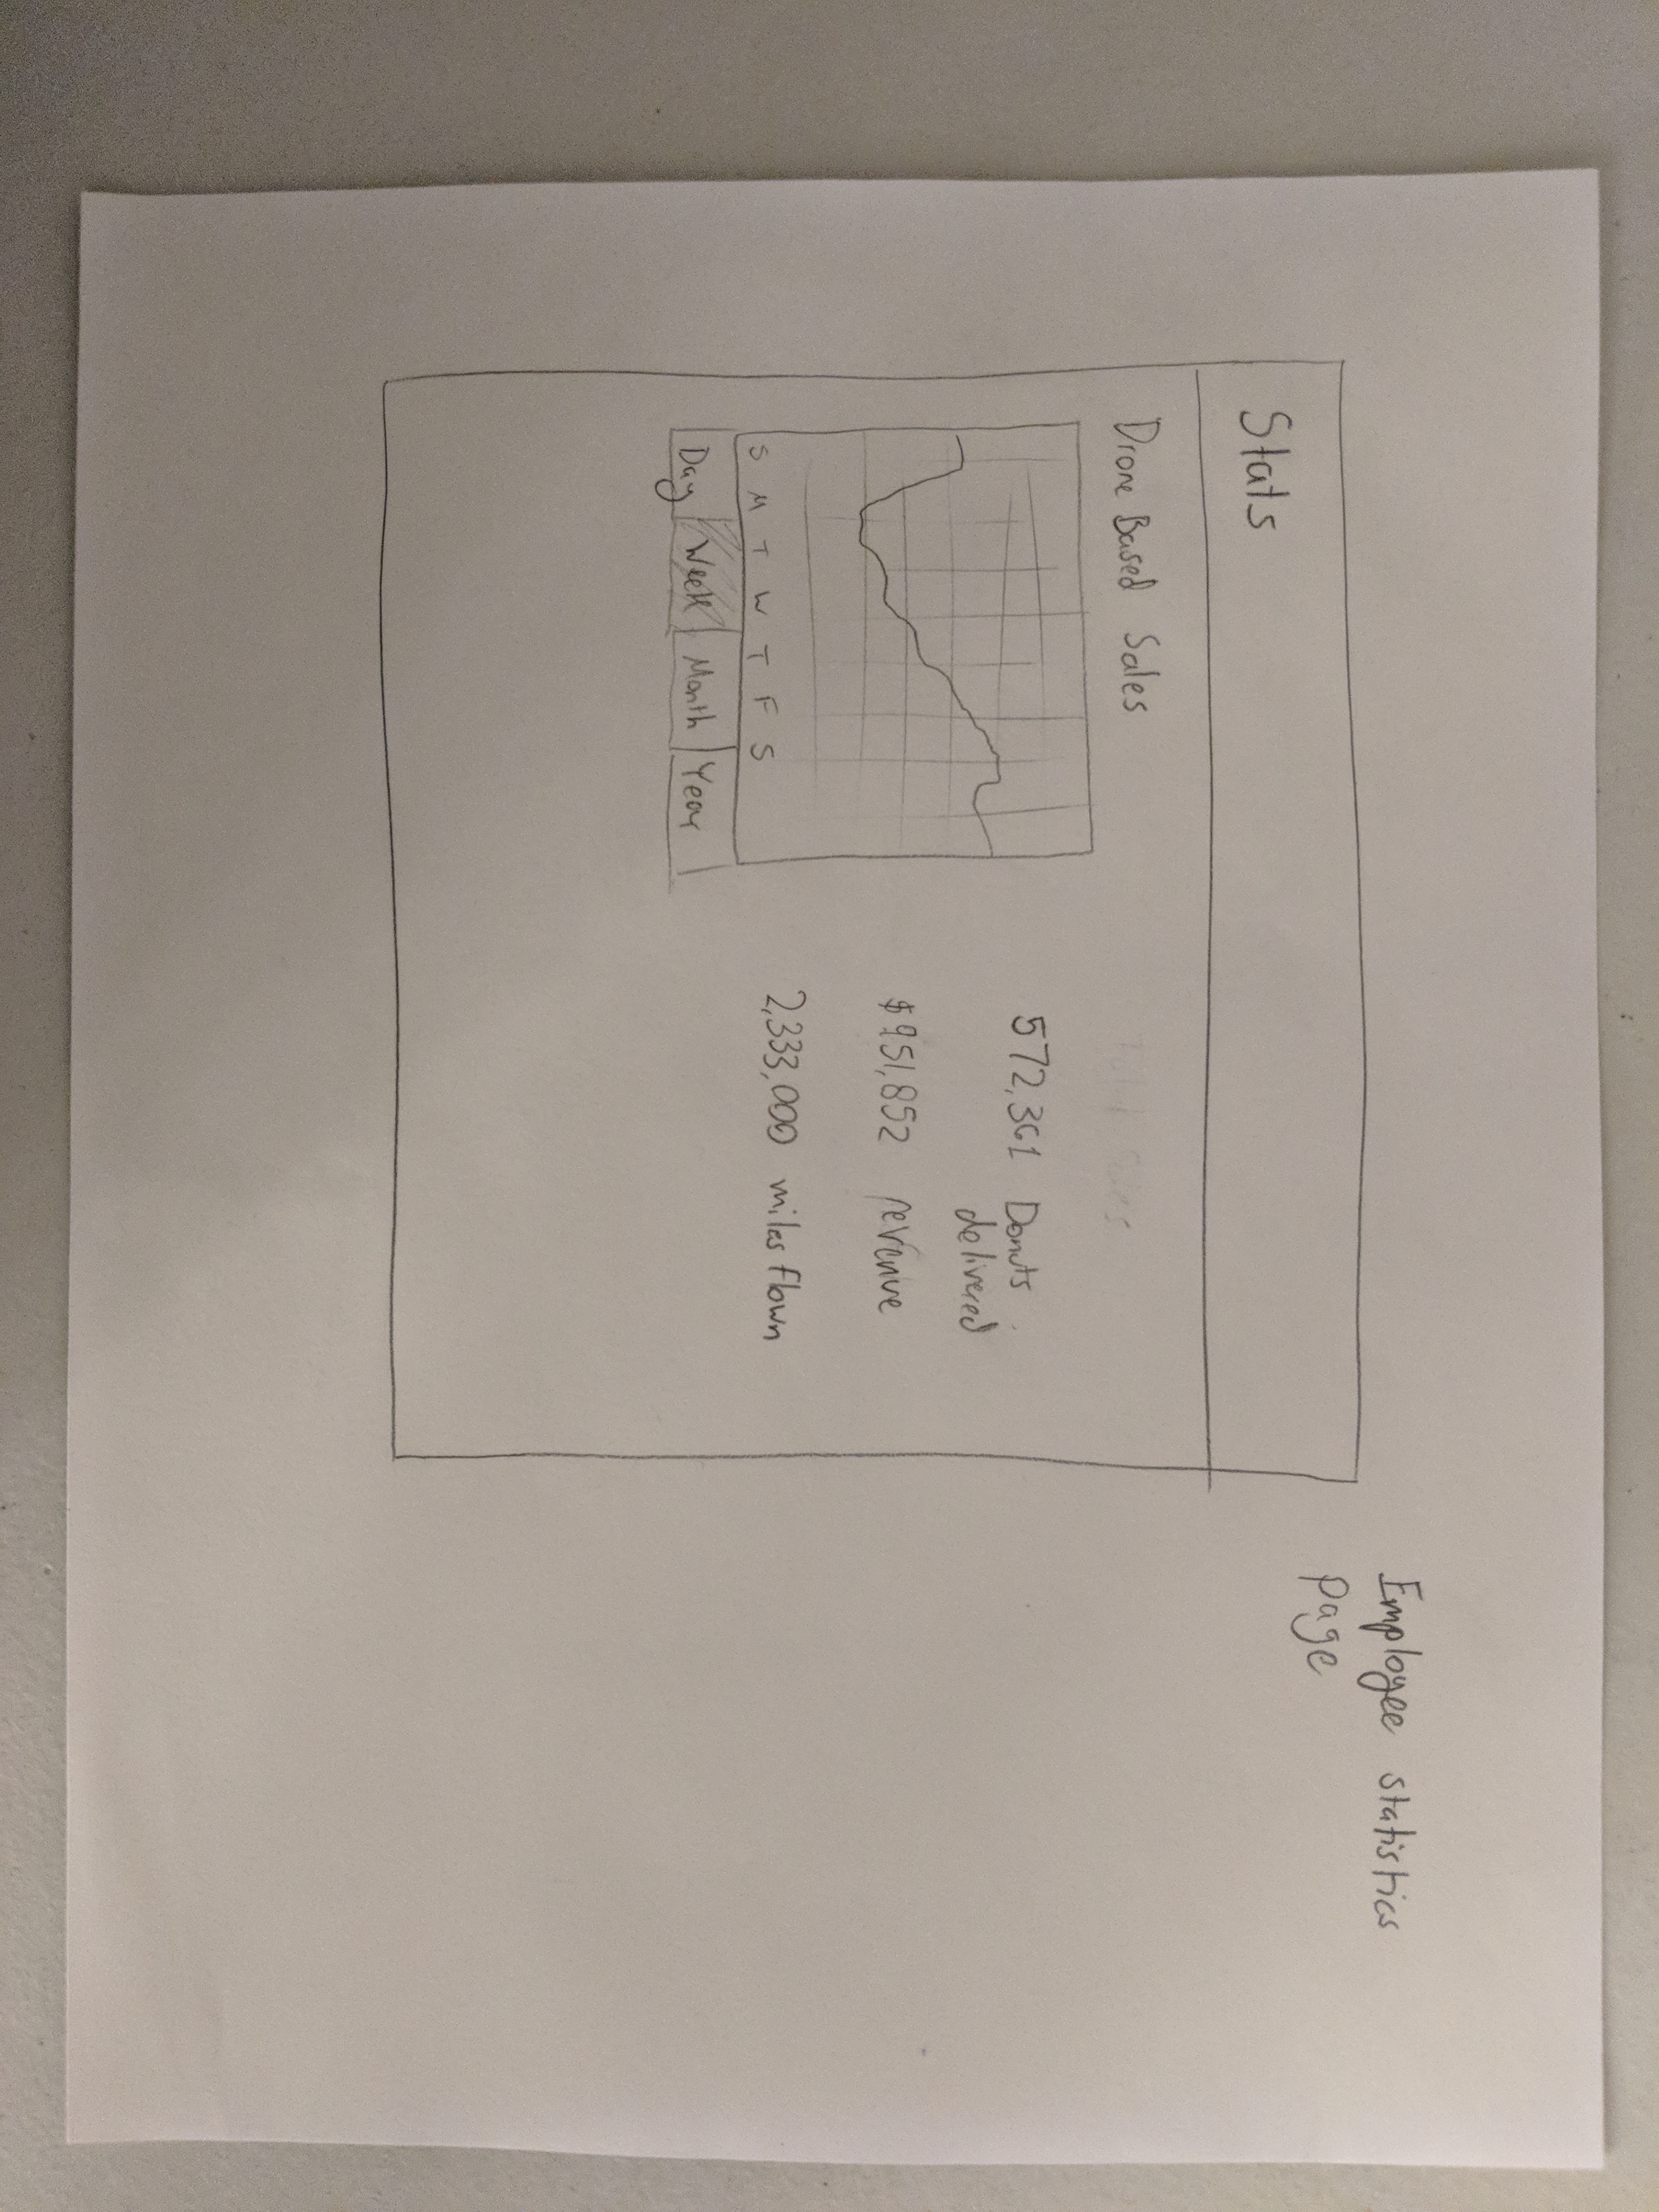 Employee statistics
page
Stats
Drone Based Sales
S M T W T F S
Day Week Month Year
572,361 Donuts
delivered
$951,852 revenue
2,333,000 miles flown